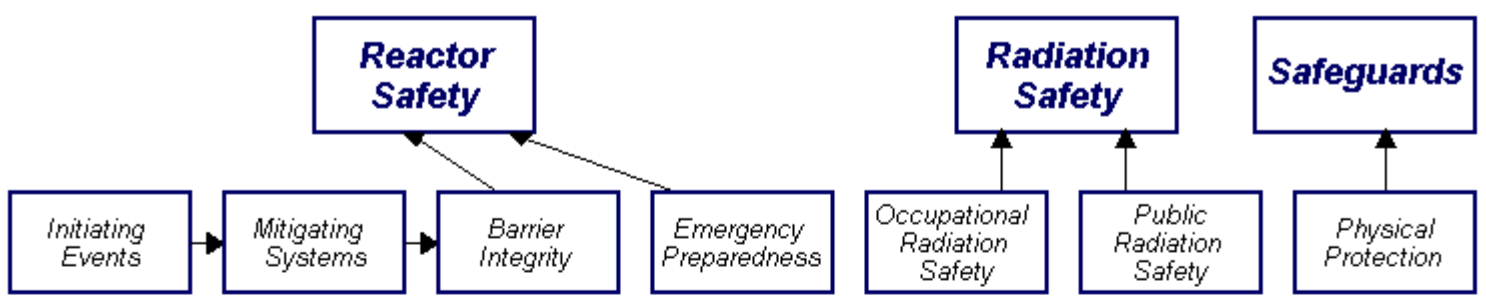 Reactor
Safety
Radiation
Safety
Safeguards
Initiating
Events
Mitigating
Systems
Barrier
Integrity
Emergency
Preparedness
Occupational
Radiation
Safety
Public
Radiation
Safety
Physical
Protection